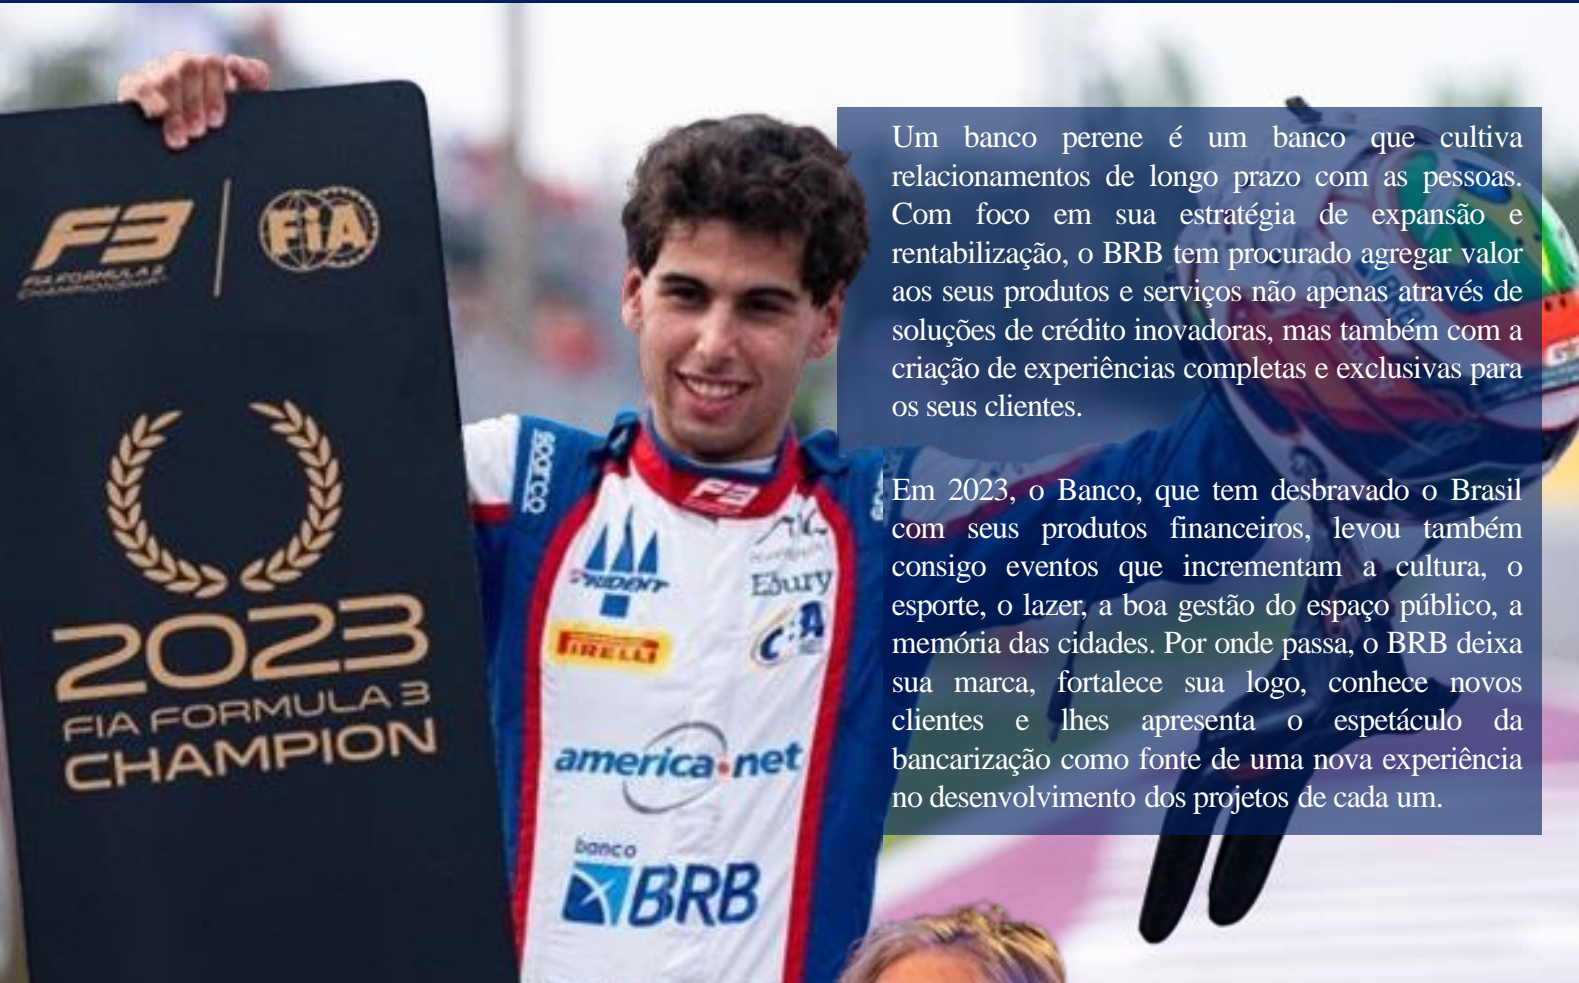 F3
FiA
FIA FORMULA 3
CHAMPIONSHIP
2023
FIA FORMULA 3
CHAMPION
sparco
F3
TRIDENT
Ebury
PIRELLI
america.net
banco
BRB
Um banco perene é um banco que cultiva
relacionamentos de longo prazo com as pessoas.
Com foco em sua estratégia de expansão e
rentabilização, o BRB tem procurado agregar valor
aos seus produtos e serviços não apenas através de
soluções de crédito inovadoras, mas também com a
criação de experiências completas e exclusivas para
os seus clientes.
Em 2023, o Banco, que tem desbravado o Brasil
com seus produtos financeiros, levou também
consigo eventos que incrementam a cultura, o
esporte, o lazer, a boa gestão do espaço público, a
memória das cidades. Por onde passa, o BRB deixa
sua marca, fortalece sua logo, conhece novos
clientes e lhes apresenta o espetáculo da
bancarização como fonte de uma nova experiência
no desenvolvimento dos projetos de cada um.